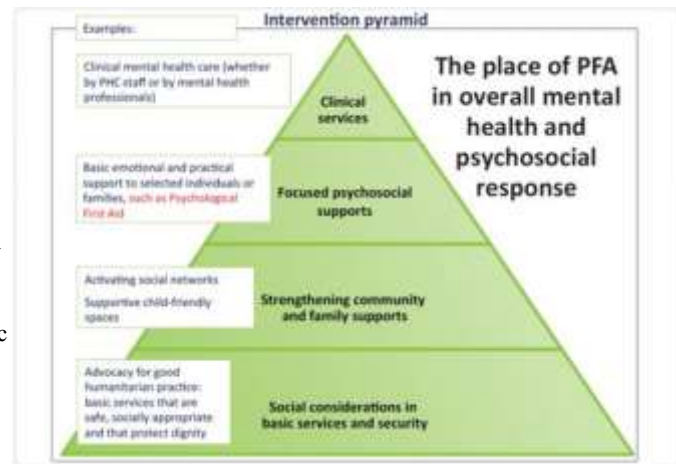 Intervention pyramid
Examples:
Clinical mental health care (whether
by PHC staff or by mental health
professionals)
Clinical
services
The place of PFA
in overall mental
health and
psychosocial
response
Basic emotional and practical
support to selected individuals or
families, such as Psychological
First Aid
Focused psychosocial
supports
Activating social networks
Supportive child-friendly
spaces
Strengthening community
and family supports
c
Advocacy for good
humanitarian practice:
basic services that are
safe, socially appropriate
and that protect dignity
Social considerations in
basic services and security